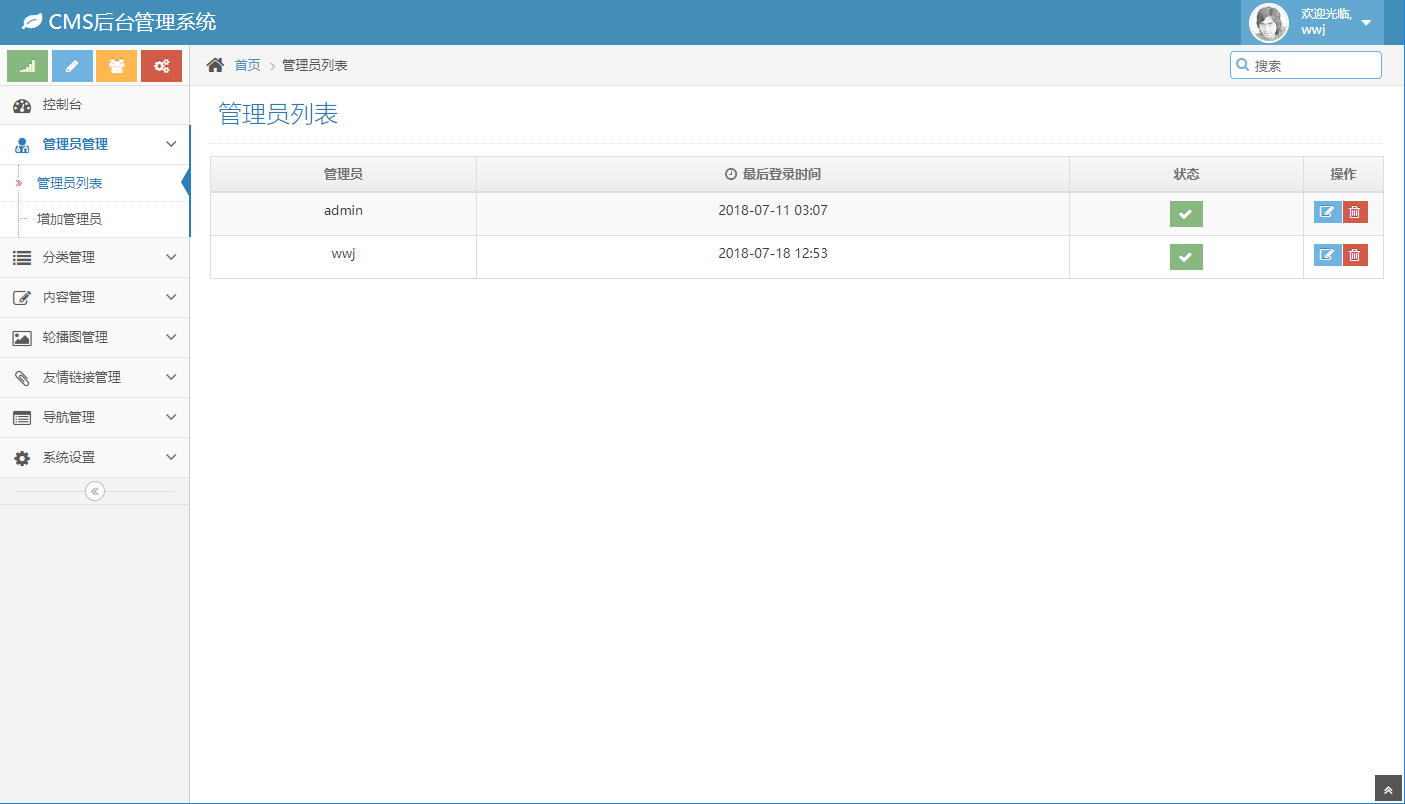 CMS后台管理系统
欢迎光临,
wwj
首页
管理员列表
搜索
控制台
管理员管理
管理员列表
增加管理员
分类管理
内容管理
轮播图管理
友情链接管理
导航管理
系统设置
管理员列表
管理员 最后登录时间 状态 操作
admin 2018-07-11 03:07
wwj 2018-07-18 12:53